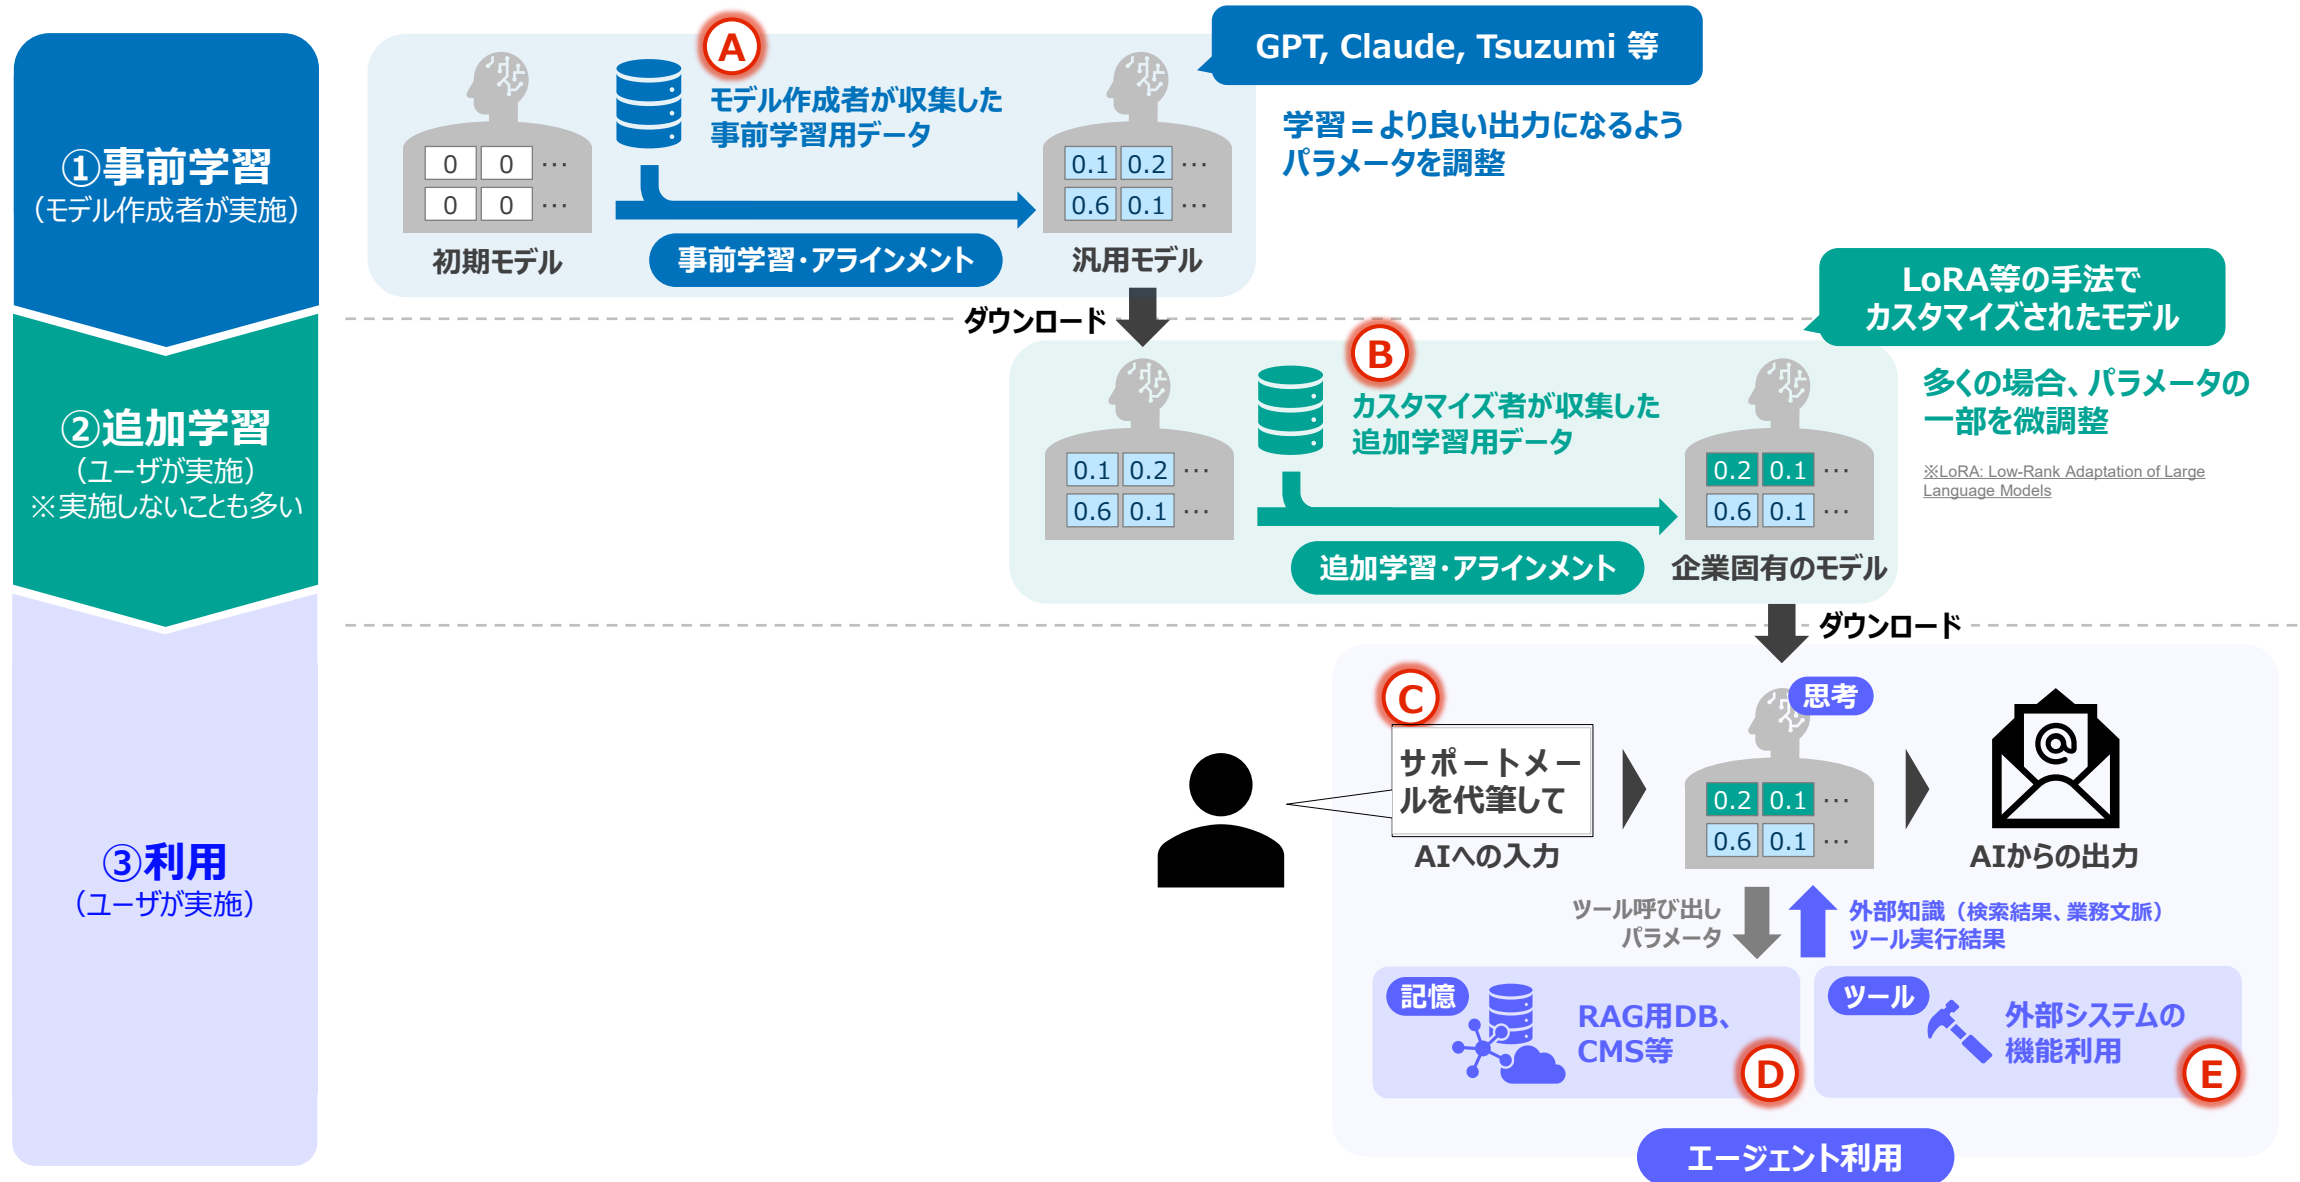 ①事前学習
（モデル作成者が実施）
A
モデル作成者が収集した
事前学習用データ
0 0 …
0 0 …
初期モデル
事前学習・アラインメント
0.1 0.2 …
0.6 0.1 …
汎用モデル
GPT, Claude, Tsuzumi 等
学習＝より良い出力になるよう
パラメータを調整
ダウンロード
②追加学習
（ユーザが実施）
※実施しないことも多い
0.1 0.2 …
0.6 0.1 …
B
カスタマイズ者が収集した
追加学習用データ
追加学習・アラインメント
0.2 0.1 …
0.6 0.1 …
企業固有のモデル
LoRA等の手法で
カスタマイズされたモデル
多くの場合、パラメータの
一部を微調整
※LoRA: Low-Rank Adaptation of Large
Language Models
ダウンロード
③利用
（ユーザが実施）
C
サポートメー
ルを代筆して
AIへの入力
思考
0.2 0.1 …
0.6 0.1 …
AIからの出力
ツール呼び出し
パラメータ
外部知識（検索結果、業務文脈）
ツール実行結果
記憶
RAG用DB、
CMS等
D
ツール
外部システムの
機能利用
E
エージェント利用